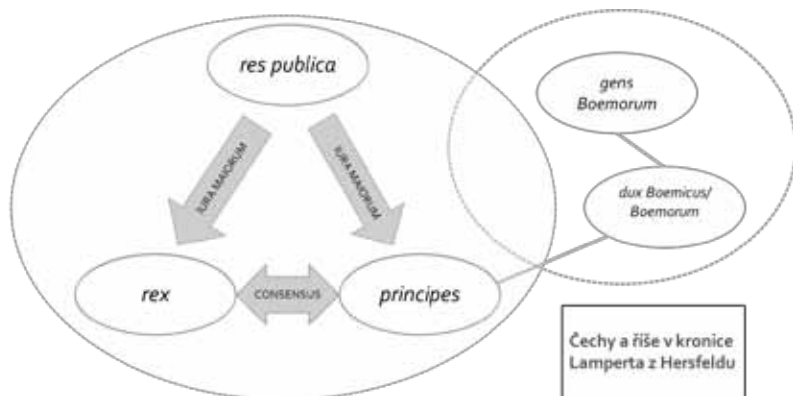 res publica
gens
Boemorum
IURA MAIORUM
IURA MAIORUM
dux Boemicus/
Boemorum
rex
CONSENSUS
principes
Čechy a říše v kronice
Lamperta z Hersfeldu